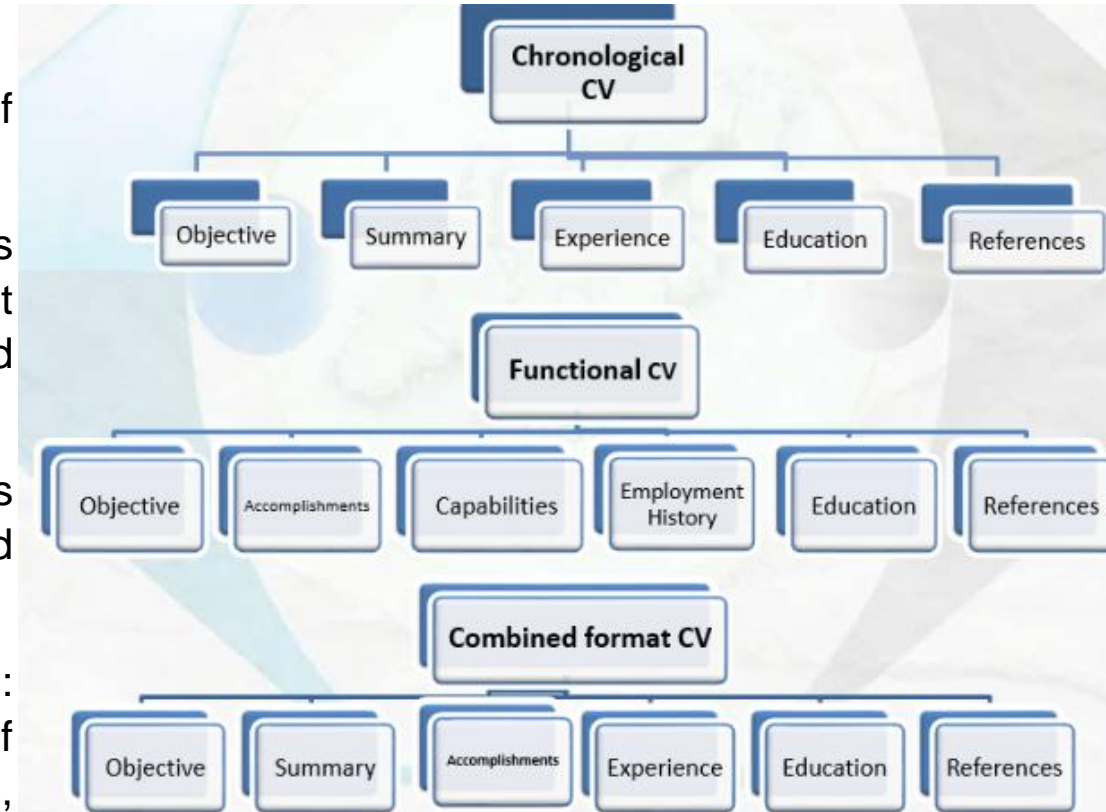 of
s
t
d
s
d
:
f
,
Chronological
CV
Objective
Summary
Experience
Education
References
Functional CV
Objective
Accomplishments
Capabilities
Employment
History
Education
References
Combined format CV
Objective
Summary
Accomplishments
Experience
Education
References